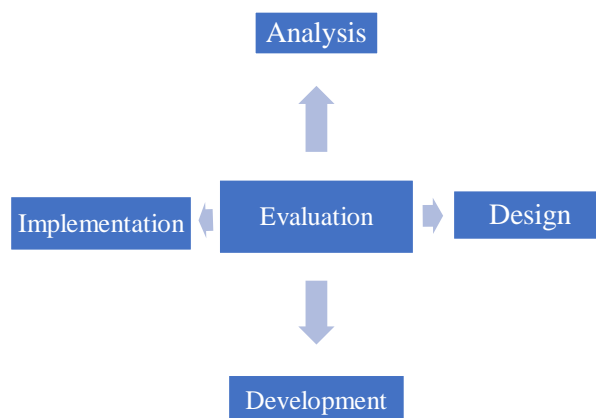 Analysis
Implementation
Evaluation
Design
Development